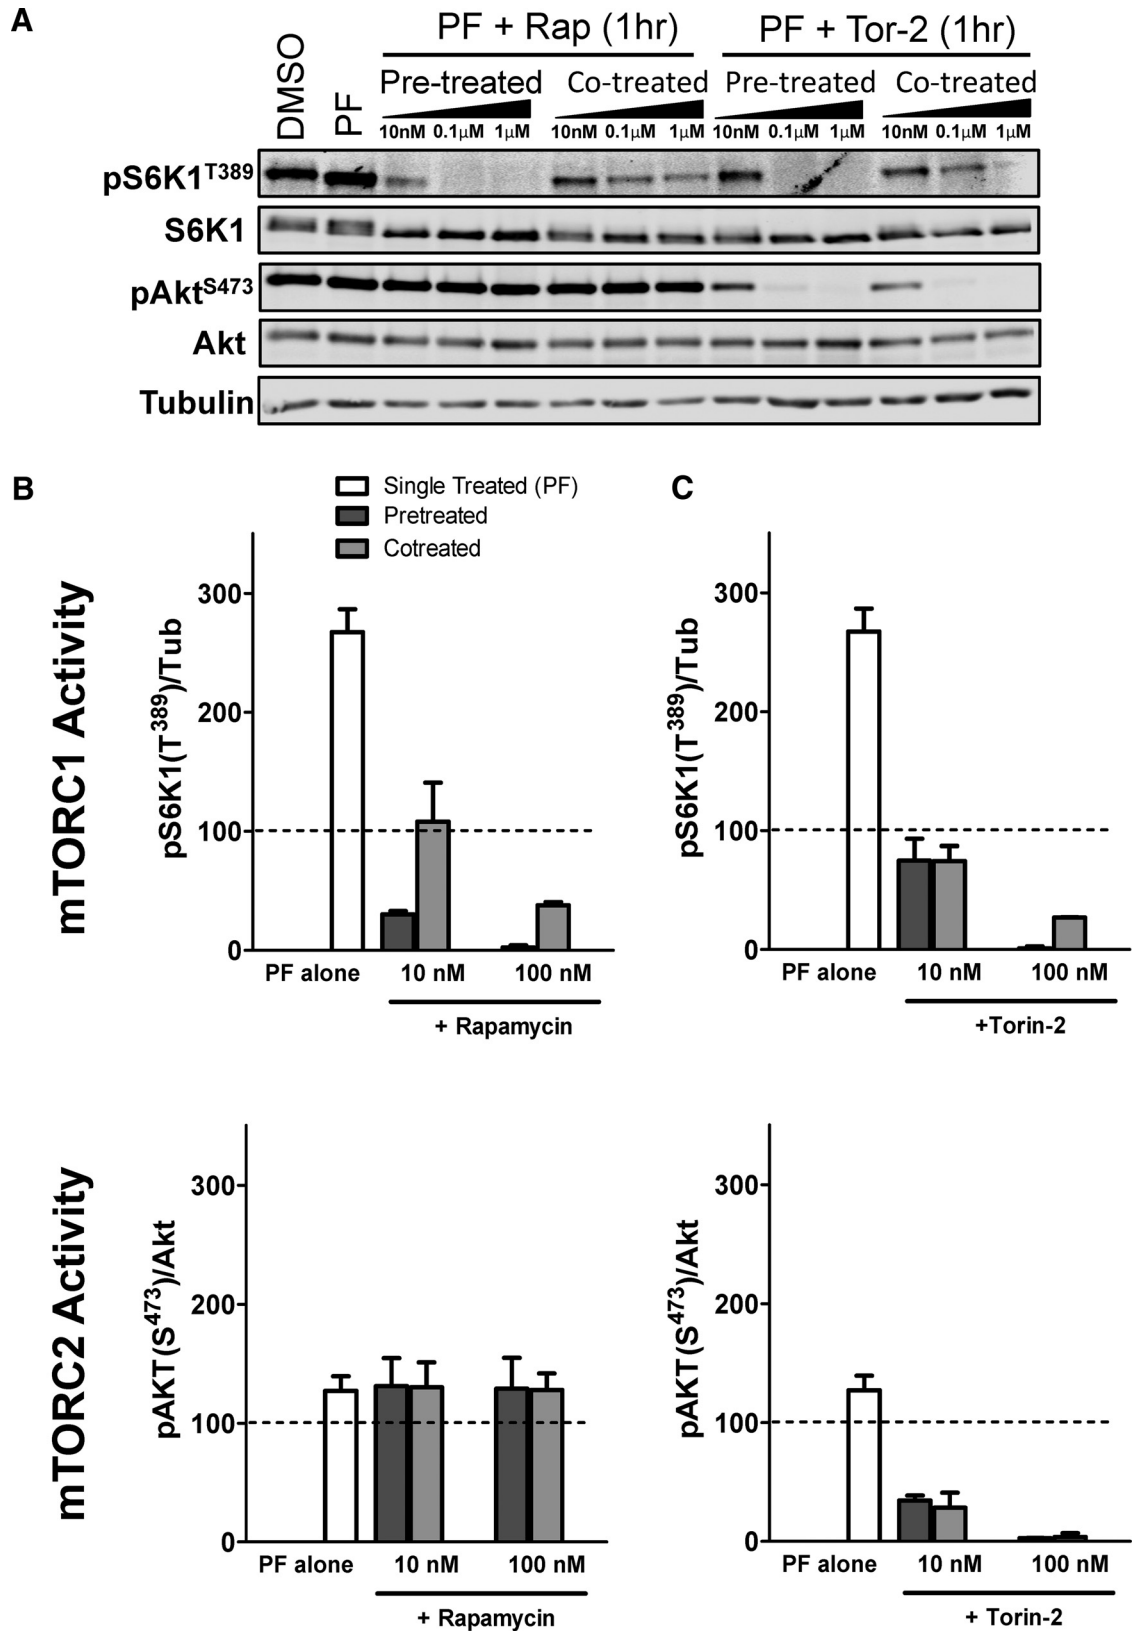 A
PF + Rap (1hr)
PF + Tor-2 (1hr)
DMSO
PF
Pre-treated
Co-treated
Pre-treated
Co-treated
10nM 0.1µM 1µM
10nM 0.1µM 1µM
10nM 0.1µM 1µM
10nM 0.1µM 1µM
pS6K1T389
S6K1
pAktS473
Akt
Tubulin
B
Single Treated (PF)
Pretreated
Cotreated
mTORC1 Activity
pS6K1(T389)/Tub
300
200
100
0
PF alone
10 nM
100 nM
+ Rapamycin
C
pS6K1(T389)/Tub
300
200
100
0
PF alone
10 nM
100 nM
+Torin-2
mTORC2 Activity
pAKT(S473)/Akt
300
200
100
0
PF alone
10 nM
100 nM
+ Rapamycin
pAKT(S473)/Akt
300
200
100
0
PF alone
10 nM
100 nM
+ Torin-2